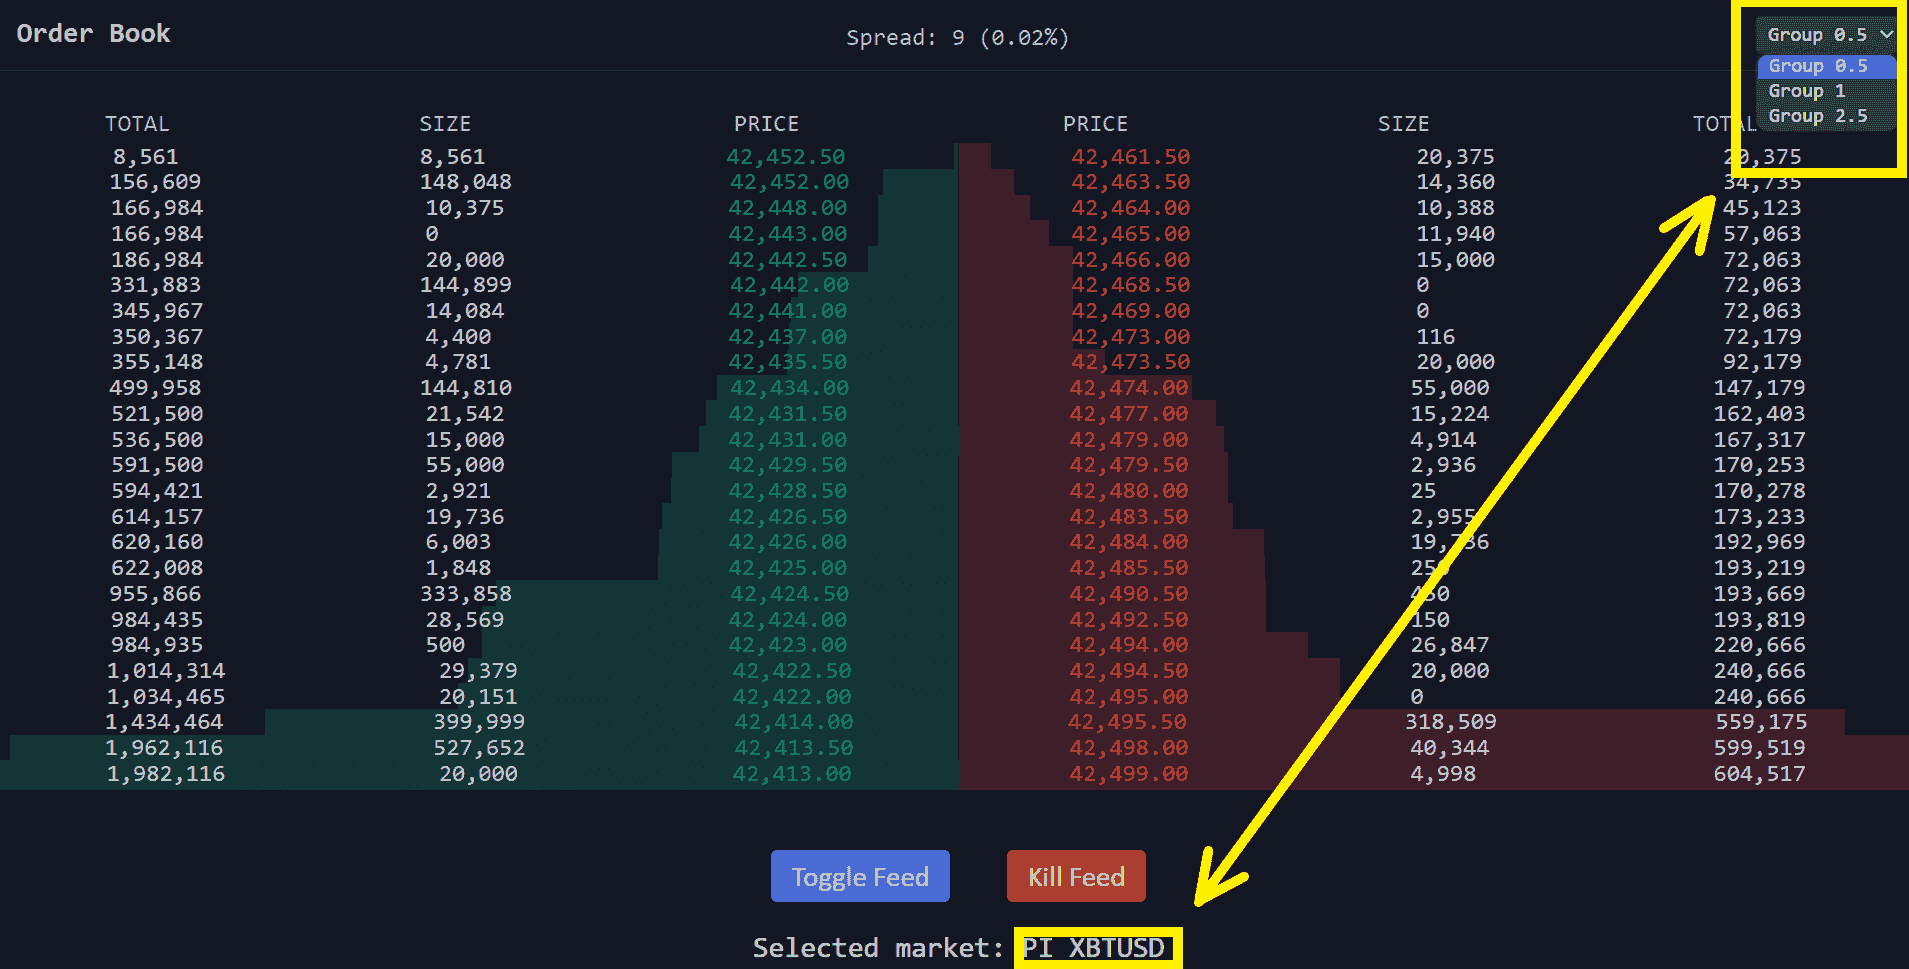 Order Book
Spread: 9 (0.02%)
Group 0.5
Group 0.5
Group 1
Group 2.5
TOTAL SIZE PRICE PRICE SIZE TOTAL
8,561 8,561 42,452.50 42,461.50 20,375 20,375
156,609 148,048 42,452.00 42,463.50 14,360 34,735
166,984 10,375 42,448.00 42,464.00 10,388 45,123
166,984 0 42,443.00 42,465.00 11,940 57,063
186,984 20,000 42,442.50 42,466.00 15,000 72,063
331,883 144,899 42,442.00 42,468.50 0 72,063
345,967 14,084 42,441.00 42,469.00 0 72,063
350,367 4,400 42,437.00 42,473.00 116 72,179
355,148 4,781 42,435.50 42,473.50 20,000 92,179
499,958 144,810 42,434.00 42,474.00 55,000 147,179
521,500 21,542 42,431.50 42,477.00 15,224 162,403
536,500 15,000 42,431.00 42,479.00 4,914 167,317
591,500 55,000 42,429.50 42,479.50 2,936 170,253
594,421 2,921 42,428.50 42,480.00 25 170,278
614,157 19,736 42,426.50 42,483.50 2,955 173,233
620,160 6,003 42,426.00 42,484.00 19,736 192,969
622,008 1,848 42,425.00 42,485.50 250 193,219
955,866 333,858 42,424.50 42,490.50 450 193,669
984,435 28,569 42,424.00 42,492.50 150 193,819
984,935 500 42,423.00 42,494.00 26,847 220,666
1,014,314 29,379 42,422.50 42,494.50 20,000 240,666
1,034,465 20,151 42,422.00 42,495.00 0 240,666
1,434,464 399,999 42,414.00 42,495.50 318,509 559,175
1,962,116 527,652 42,413.50 42,498.00 40,344 599,519
1,982,116 20,000 42,413.00 42,499.00 4,998 604,517
Toggle Feed Kill Feed
Selected market: PI XBTUSD